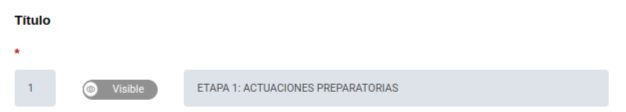 Título
*
1 Visible ETAPA 1: ACTUACIONES PREPARATORIAS